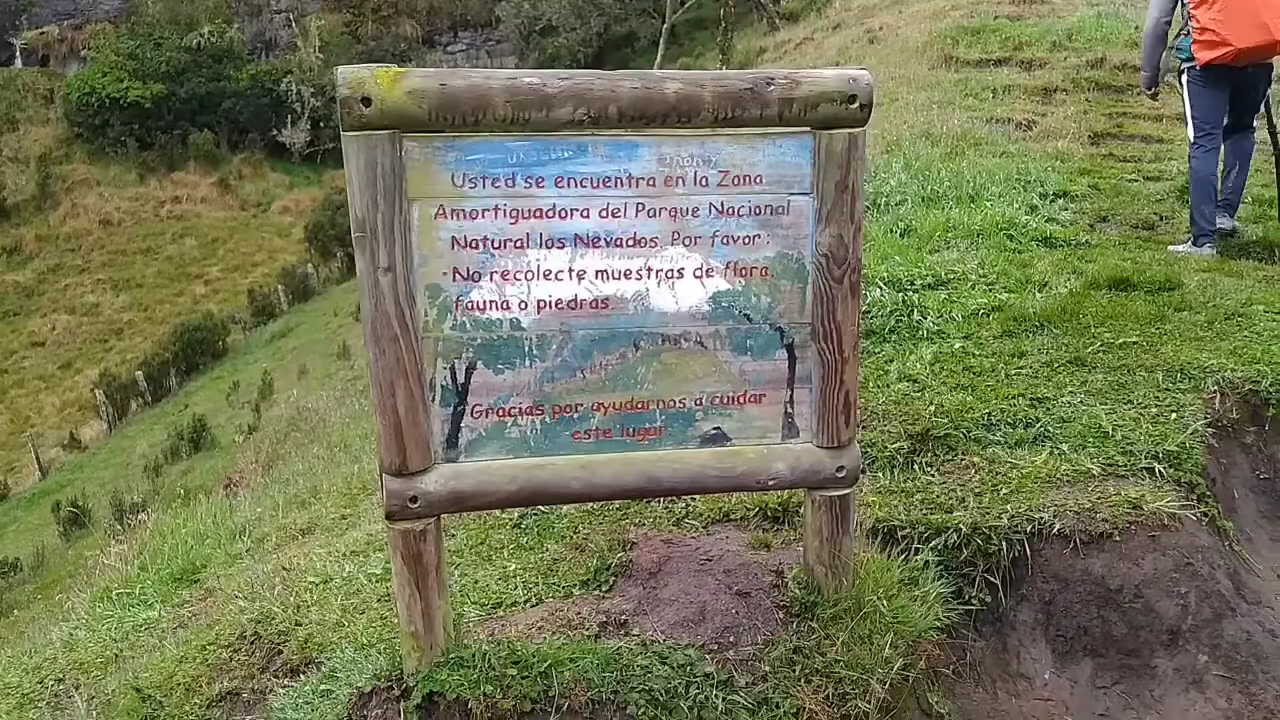 Usted se encuentra en la Zona
Amortiguadora del Parque Nacional
Natural los Nevados. Por favor:
·No recolecte muestras de flora,
fauna o piedras.
Gracias por ayudarnos a cuidar
este lugar